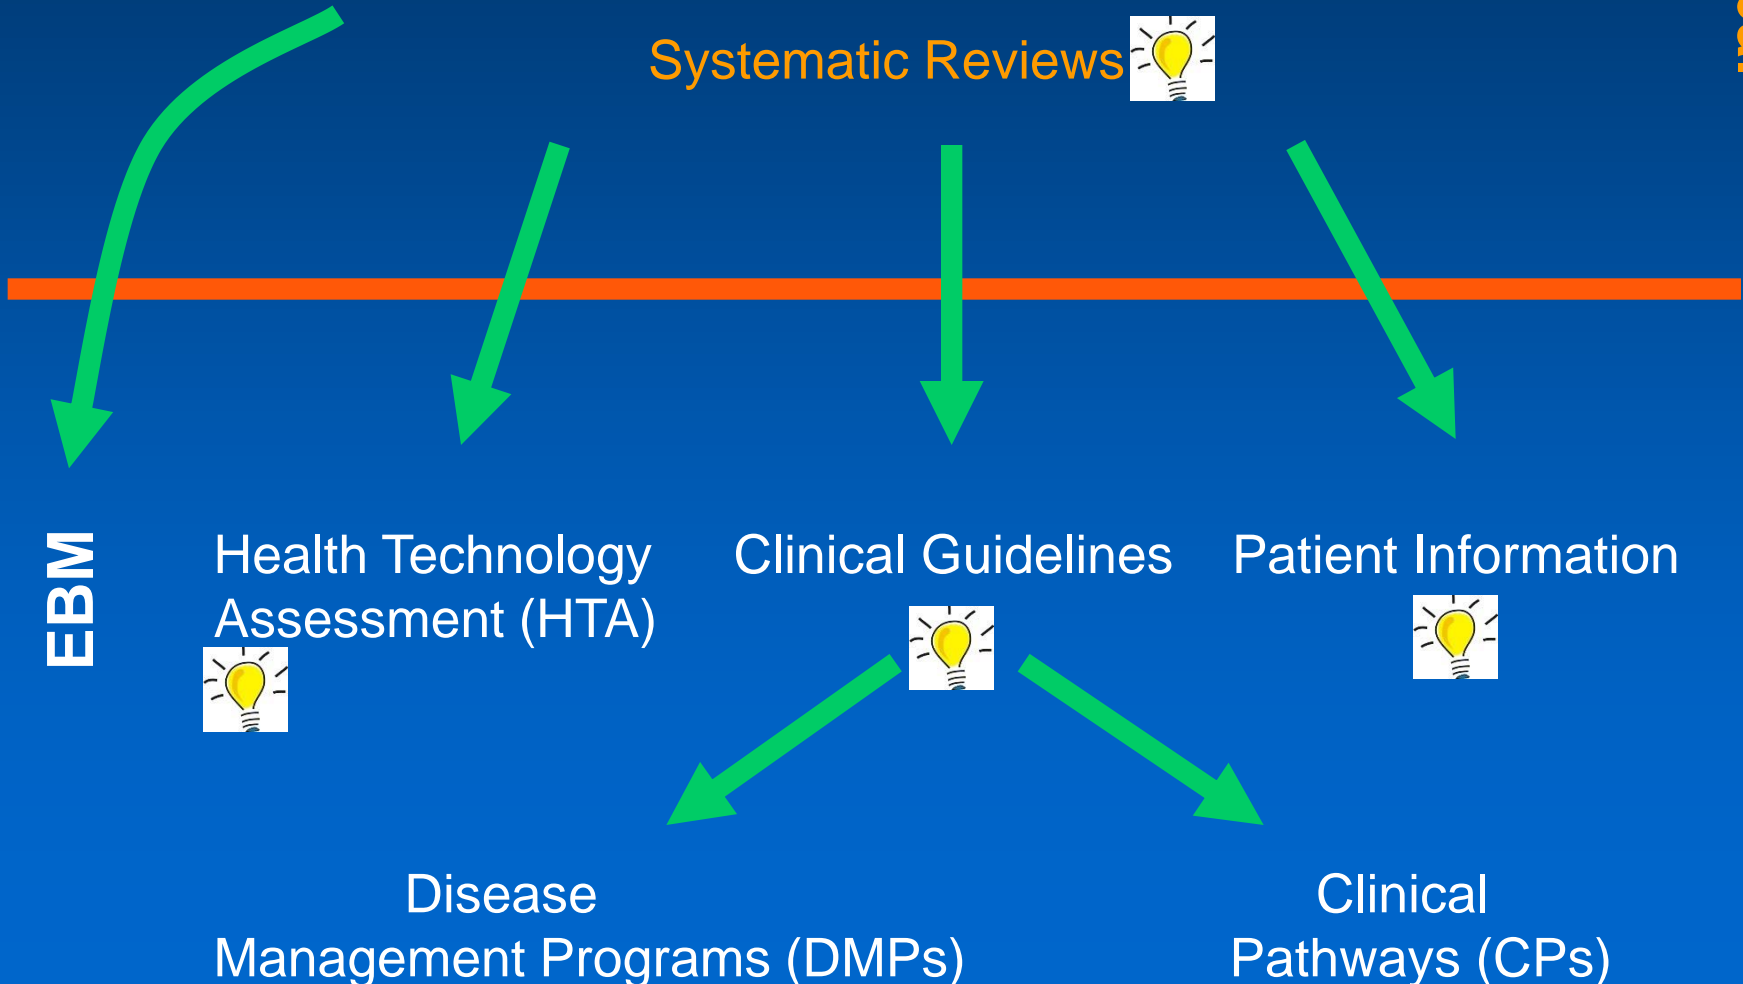 Systematic Reviews
EBM
Health Technology
Assessment (HTA)
Clinical Guidelines
Patient Information
Disease
Management Programs (DMPs)
Clinical
Pathways (CPs)